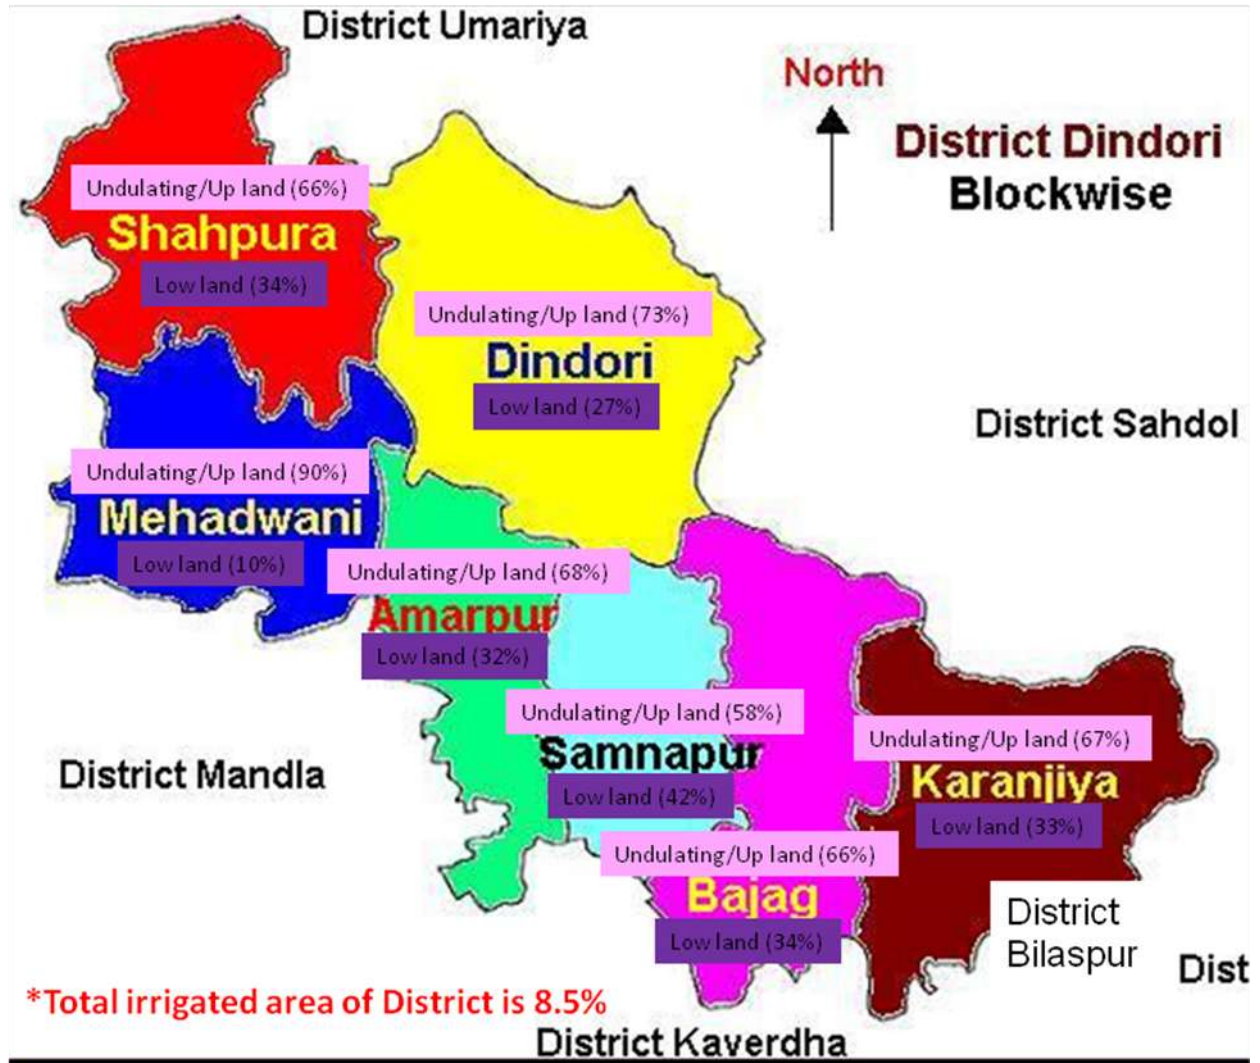 District Umariya
North
District Dindori
Blockwise
Undulating/Up land (66%)
Shahpura
Low land (34%)
Undulating/Up land (73%)
Dindori
Low land (27%)
District Sahdol
Undulating/Up land (90%)
Mehadwani
Low land (10%)
Undulating/Up land (68%)
Amarpur
Low land (32%)
Undulating/Up land (58%)
Samnapur
Low land (42%)
Undulating/Up land (67%)
Karanjiya
Low land (33%)
District Mandla
Undulating/Up land (66%)
Bajag
Low land (34%)
District
Bilaspur
Dist
*Total irrigated area of District is 8.5%
District Kaverdha